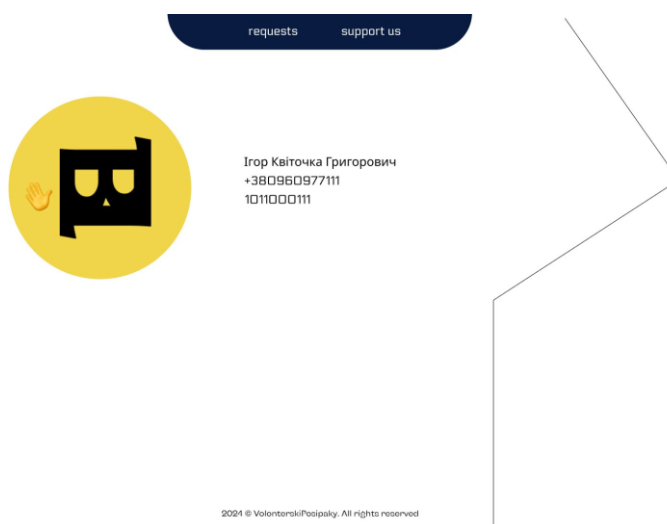 requests support us
Ігор Квіточка Григорович
+380960977111
1011000111
2024 © VolonterskiPosipaky. All rights reserved